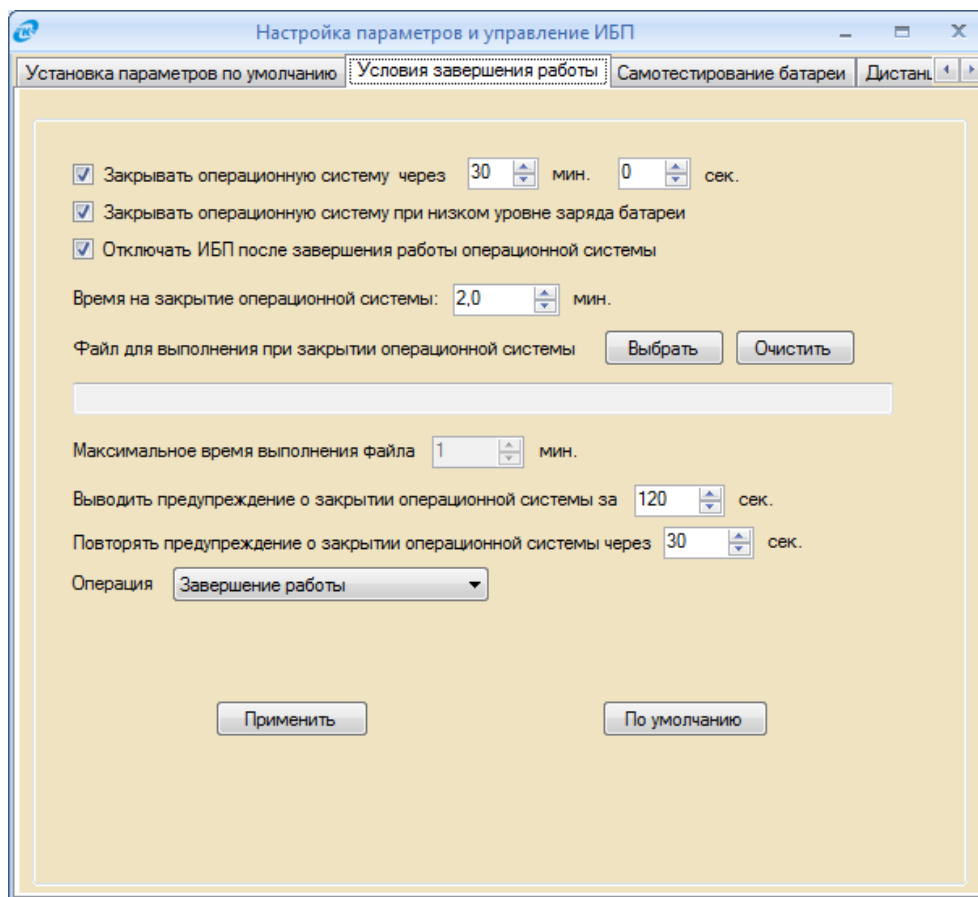 Настройка параметров и управление ИБП
Установка параметров по умолчанию Условия завершения работы Самотестирование батареи Дистанц
Закрывать операционную систему через 30 мин. 0 сек.
Закрывать операционную систему при низком уровне заряда батареи
Отключать ИБП после завершения работы операционной системы
Время на закрытие операционной системы: 2,0 мин.
Файл для выполнения при закрытии операционной системы Выбрать Очистить
Максимальное время выполнения файла 1 мин.
Выводить предупреждение о закрытии операционной системы за 120 сек.
Повторять предупреждение о закрытии операционной системы через 30 сек.
Операция Завершение работы
Применить По умолчанию